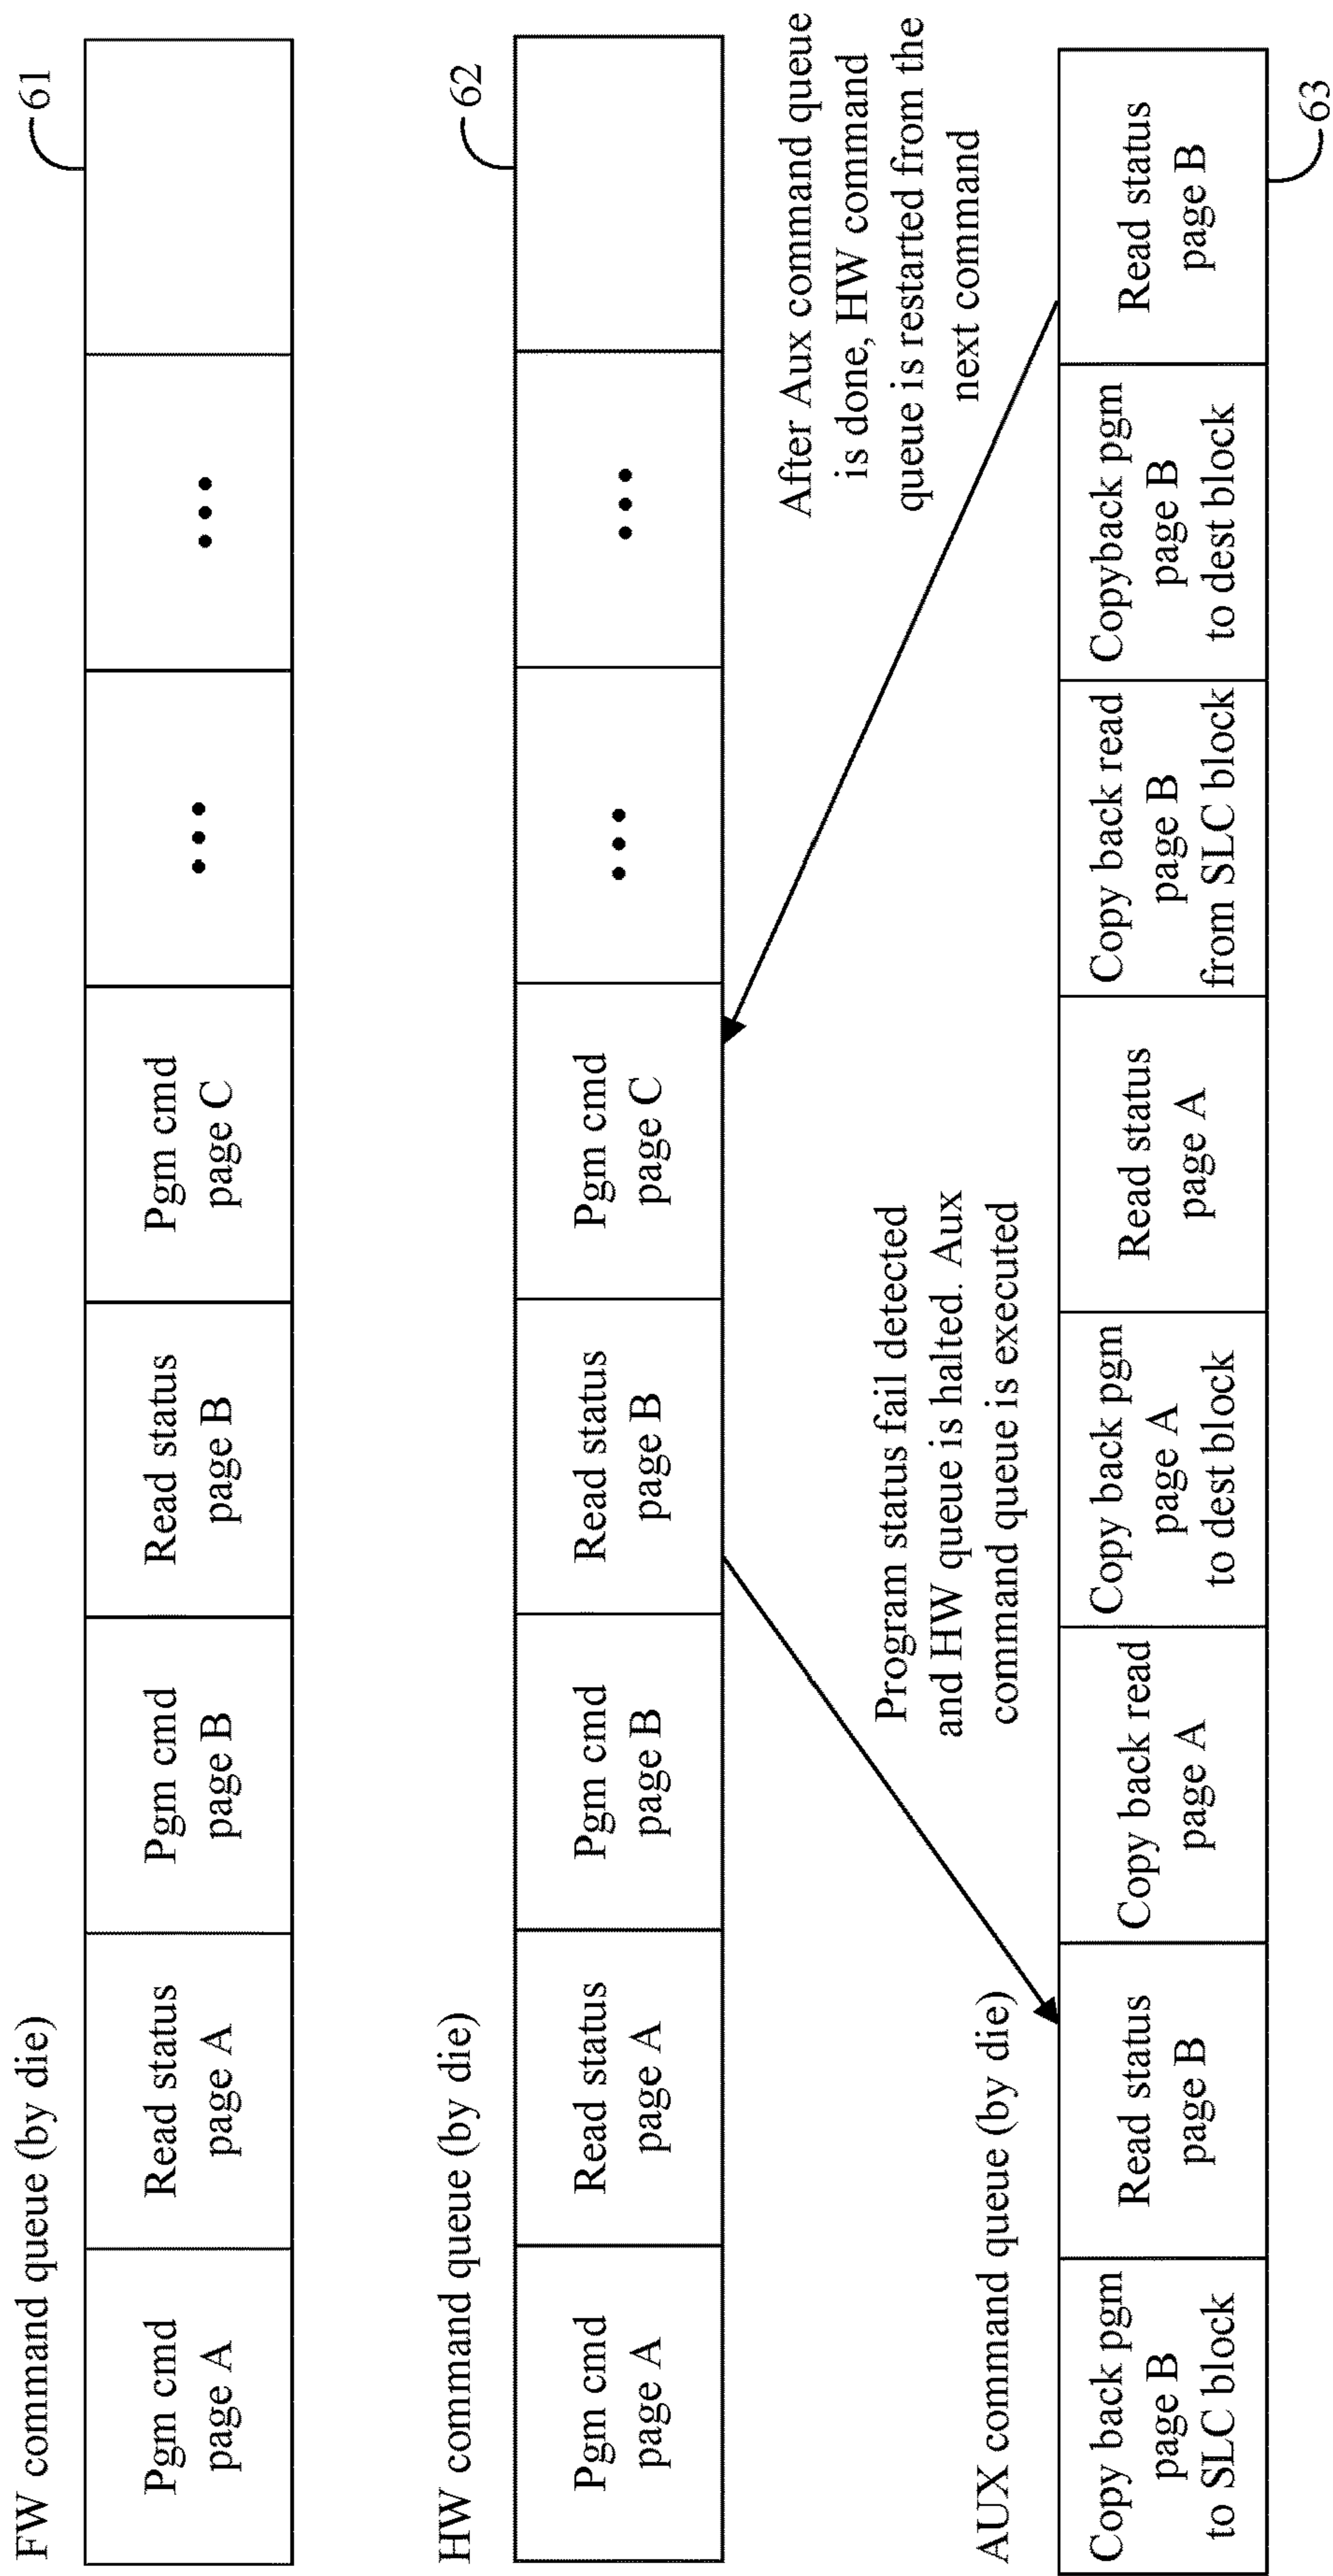 FW command queue (by die)
61
Pgm cmd
page A
Read status
page A
Pgm cmd
page B
Read status
page B
Pgm cmd
page C
•••
•••
HW command queue (by die)
62
Pgm cmd
page A
Read status
page A
Pgm cmd
page B
Read status
page B
Pgm cmd
page C
•••
•••
Program status fail detected
and HW queue is halted. Aux
command queue is executed
After Aux command queue
is done, HW command
queue is restarted from the
next command
AUX command queue (by die)
Copy back pgm
page B
to SLC block
Read status
page B
Copy back read
page A
Copy back pgm
page A
to dest block
Read status
page A
Copy back read
page B
from SLC block
Copyback pgm
page B
to dest block
Read status
page B
63